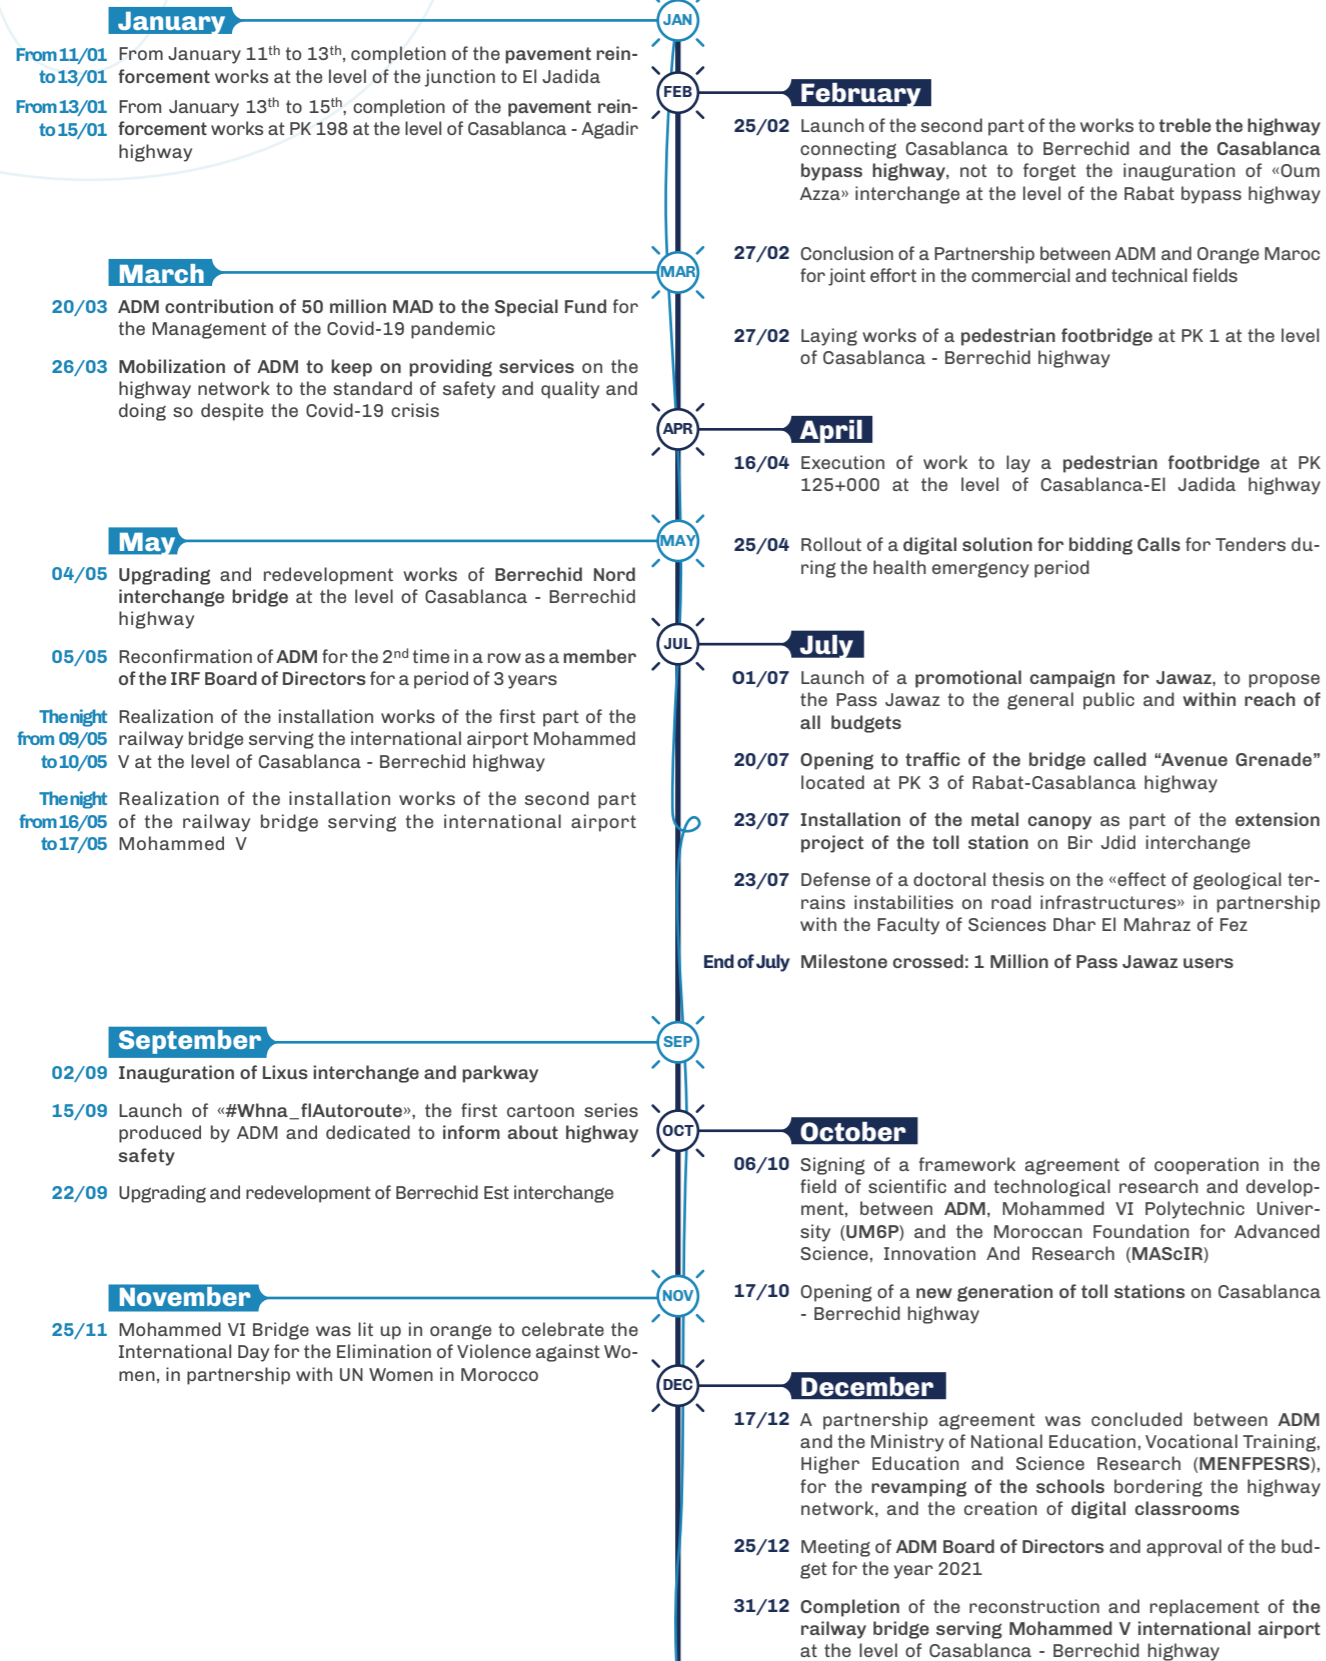 JAN
January
From 11/01 From January 11th to 13th, completion of the pavement rein-
to 13/01 forcement works at the level of the junction to El Jadida
From 13/01 From January 13th to 15th, completion of the pavement rein-
to 15/01 forcement works at PK 198 at the level of Casablanca - Agadir
highway
FEB
February
25/02 Launch of the second part of the works to treble the highway
connecting Casablanca to Berrechid and the Casablanca
bypass highway, not to forget the inauguration of «Oum
Azza» interchange at the level of the Rabat bypass highway
27/02 Conclusion of a Partnership between ADM and Orange Maroc
for joint effort in the commercial and technical fields
27/02 Laying works of a pedestrian footbridge at PK 1 at the level
of Casablanca - Berrechid highway
MAR
March
20/03 ADM contribution of 50 million MAD to the Special Fund for
the Management of the Covid-19 pandemic
26/03 Mobilization of ADM to keep on providing services on the
highway network to the standard of safety and quality and
doing so despite the Covid-19 crisis
APR
April
16/04 Execution of work to lay a pedestrian footbridge at PK
125+000 at the level of Casablanca-El Jadida highway
25/04 Rollout of a digital solution for bidding Calls for Tenders du-
ring the health emergency period
MAY
May
04/05 Upgrading and redevelopment works of Berrechid Nord
interchange bridge at the level of Casablanca - Berrechid
highway
05/05 Reconfirmation of ADM for the 2nd time in a row as a member
of the IRF Board of Directors for a period of 3 years
The night Realization of the installation works of the first part of the
from 09/05 railway bridge serving the international airport Mohammed
to 10/05 V at the level of Casablanca - Berrechid highway
The night Realization of the installation works of the second part
from 16/05 of the railway bridge serving the international airport
to 17/05 Mohammed V
JUL
July
01/07 Launch of a promotional campaign for Jawaz, to propose
the Pass Jawaz to the general public and within reach of
all budgets
20/07 Opening to traffic of the bridge called “Avenue Grenade”
located at PK 3 of Rabat-Casablanca highway
23/07 Installation of the metal canopy as part of the extension
project of the toll station on Bir Jdid interchange
23/07 Defense of a doctoral thesis on the «effect of geological ter-
rains instabilities on road infrastructures» in partnership
with the Faculty of Sciences Dhar El Mahraz of Fez
End of July Milestone crossed: 1 Million of Pass Jawaz users
SEP
September
02/09 Inauguration of Lixus interchange and parkway
15/09 Launch of «#Whna_flAutoroute», the first cartoon series
produced by ADM and dedicated to inform about highway
safety
22/09 Upgrading and redevelopment of Berrechid Est interchange
OCT
October
06/10 Signing of a framework agreement of cooperation in the
field of scientific and technological research and develop-
ment, between ADM, Mohammed VI Polytechnic Univer-
sity (UM6P) and the Moroccan Foundation for Advanced
Science, Innovation And Research (MAScIR)
17/10 Opening of a new generation of toll stations on Casablanca
- Berrechid highway
NOV
November
25/11 Mohammed VI Bridge was lit up in orange to celebrate the
International Day for the Elimination of Violence against Wo-
men, in partnership with UN Women in Morocco
DEC
December
17/12 A partnership agreement was concluded between ADM
and the Ministry of National Education, Vocational Training,
Higher Education and Science Research (MENFPESRS),
for the revamping of the schools bordering the highway
network, and the creation of digital classrooms
25/12 Meeting of ADM Board of Directors and approval of the bud-
get for the year 2021
31/12 Completion of the reconstruction and replacement of the
railway bridge serving Mohammed V international airport
at the level of Casablanca - Berrechid highway